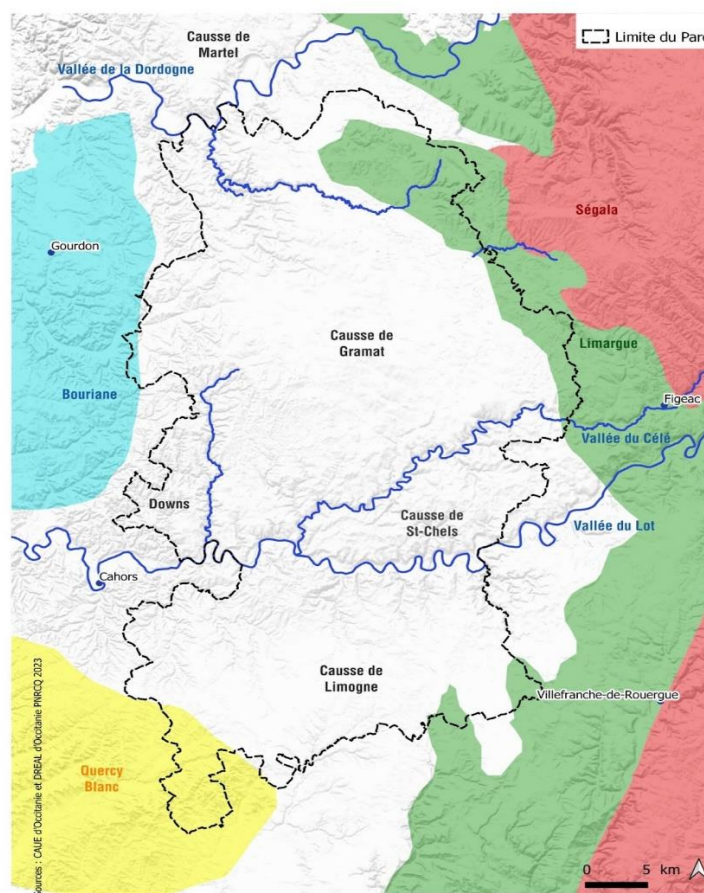 Causse de
Martel
Limite du Parc
Vallée de la Dordogne
Ségala
Gourdon
Causse de
Gramat
Limargue
Bouriane
Figeac
Vallée du Célé
Downs
Causse de
St-Chels
Vallée du Lot
Cahors
Causse de
Limogne
Villefranche-de-Rouergue
Quercy
Blanc
Sources : CAUE d'Occitanie et DREAL d'Occitanie PNRCQ 2023
0 5 km